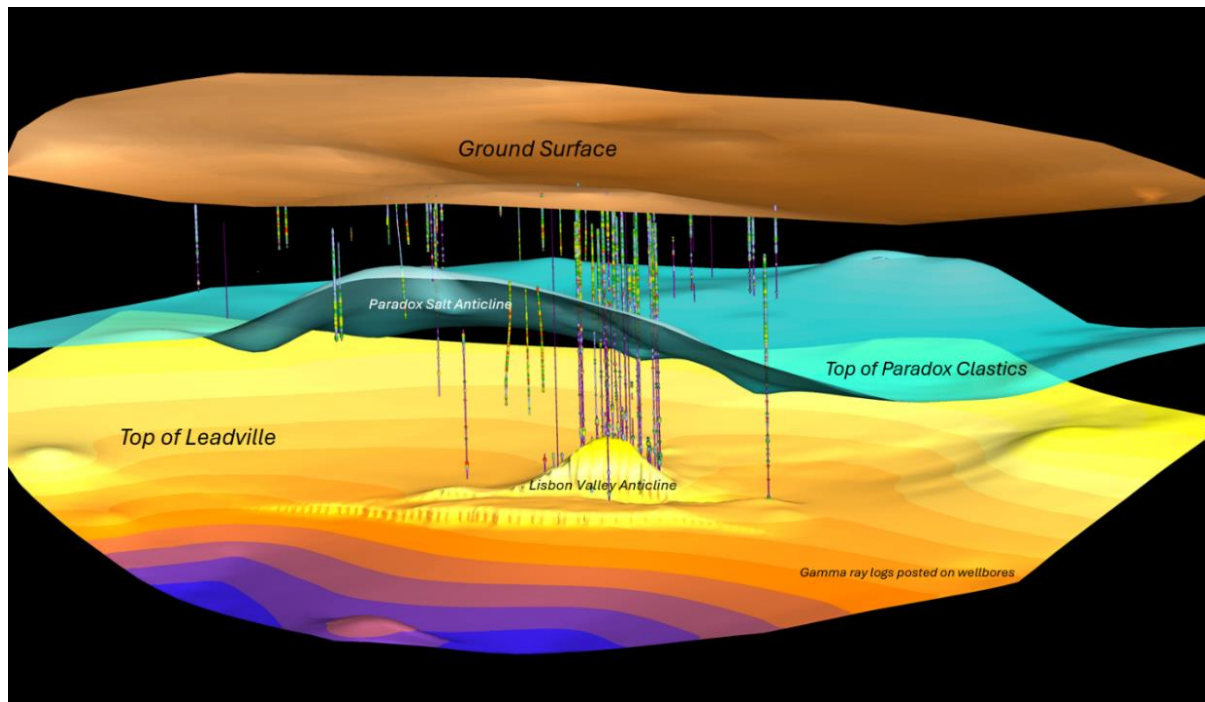 Ground Surface
Paradox Salt Anticline
Top of Paradox Clastics
Top of Leadville
Lisbon Valley Anticline
Gamma ray logs posted on wellbores